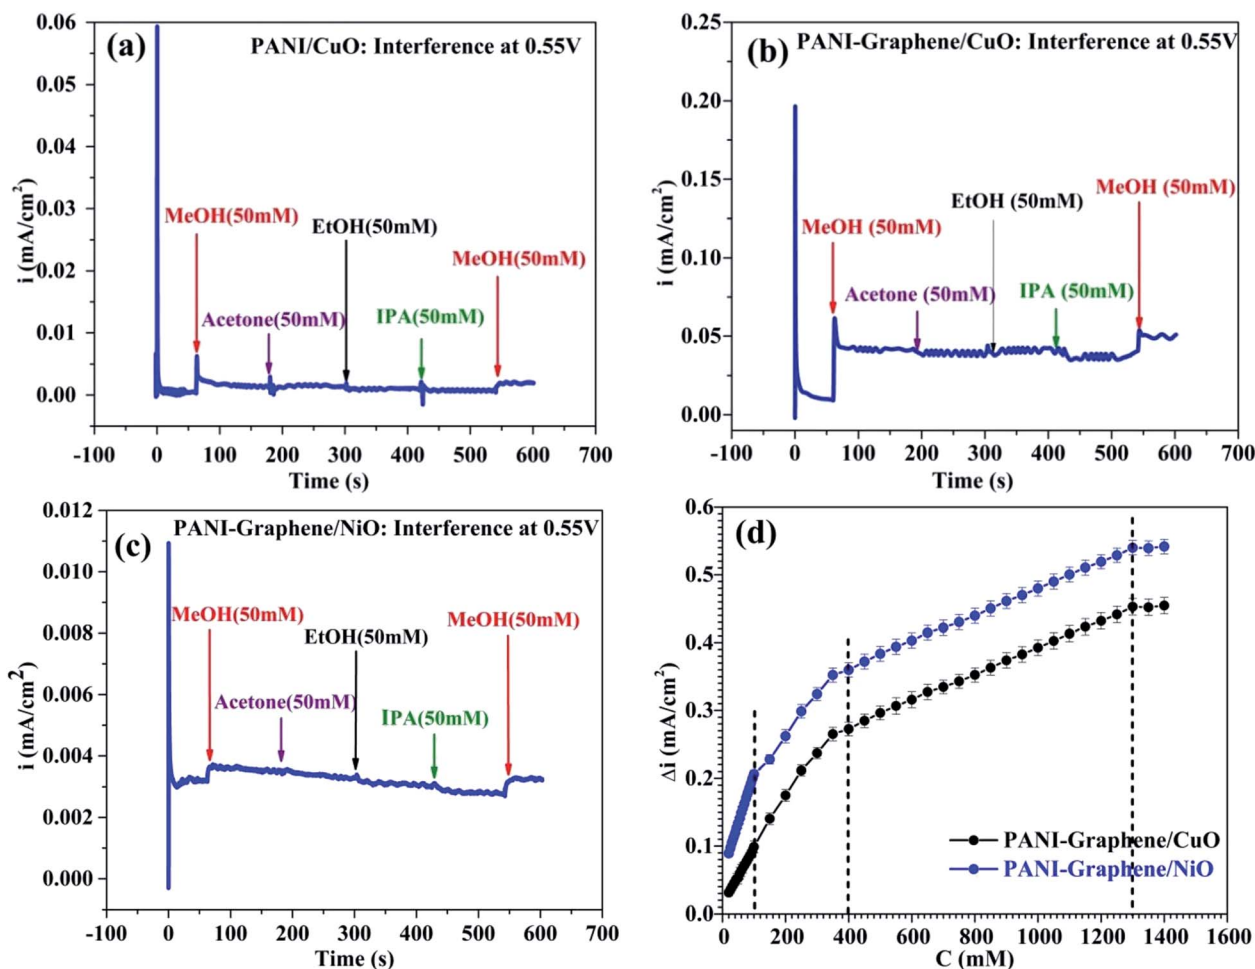 (a)
PANI/CuO: Interference at 0.55V
i (mA/cm²)
0.06
0.05
0.04
0.03
0.02
0.01
0.00
MeOH(50mM)
Acetone(50mM)
EtOH(50mM)
IPA(50mM)
MeOH(50mM)
-100 0 100 200 300 400 500 600 700
Time (s)
(b)
PANI-Graphene/CuO: Interference at 0.55V
i (mA/cm²)
0.25
0.20
0.15
0.10
0.05
0.00
MeOH (50mM)
Acetone (50mM)
EtOH (50mM)
IPA (50mM)
MeOH (50mM)
-100 0 100 200 300 400 500 600 700
Time (s)
(c)
PANI-Graphene/NiO: Interference at 0.55V
i (mA/cm²)
0.012
0.010
0.008
0.006
0.004
0.002
0.000
MeOH(50mM)
Acetone(50mM)
EtOH(50mM)
IPA(50mM)
MeOH(50mM)
-100 0 100 200 300 400 500 600 700
Time (s)
(d)
Δi (mA/cm²)
0.6
0.5
0.4
0.3
0.2
0.1
0.0
PANI-Graphene/CuO
PANI-Graphene/NiO
0 200 400 600 800 1000 1200 1400 1600
C (mM)